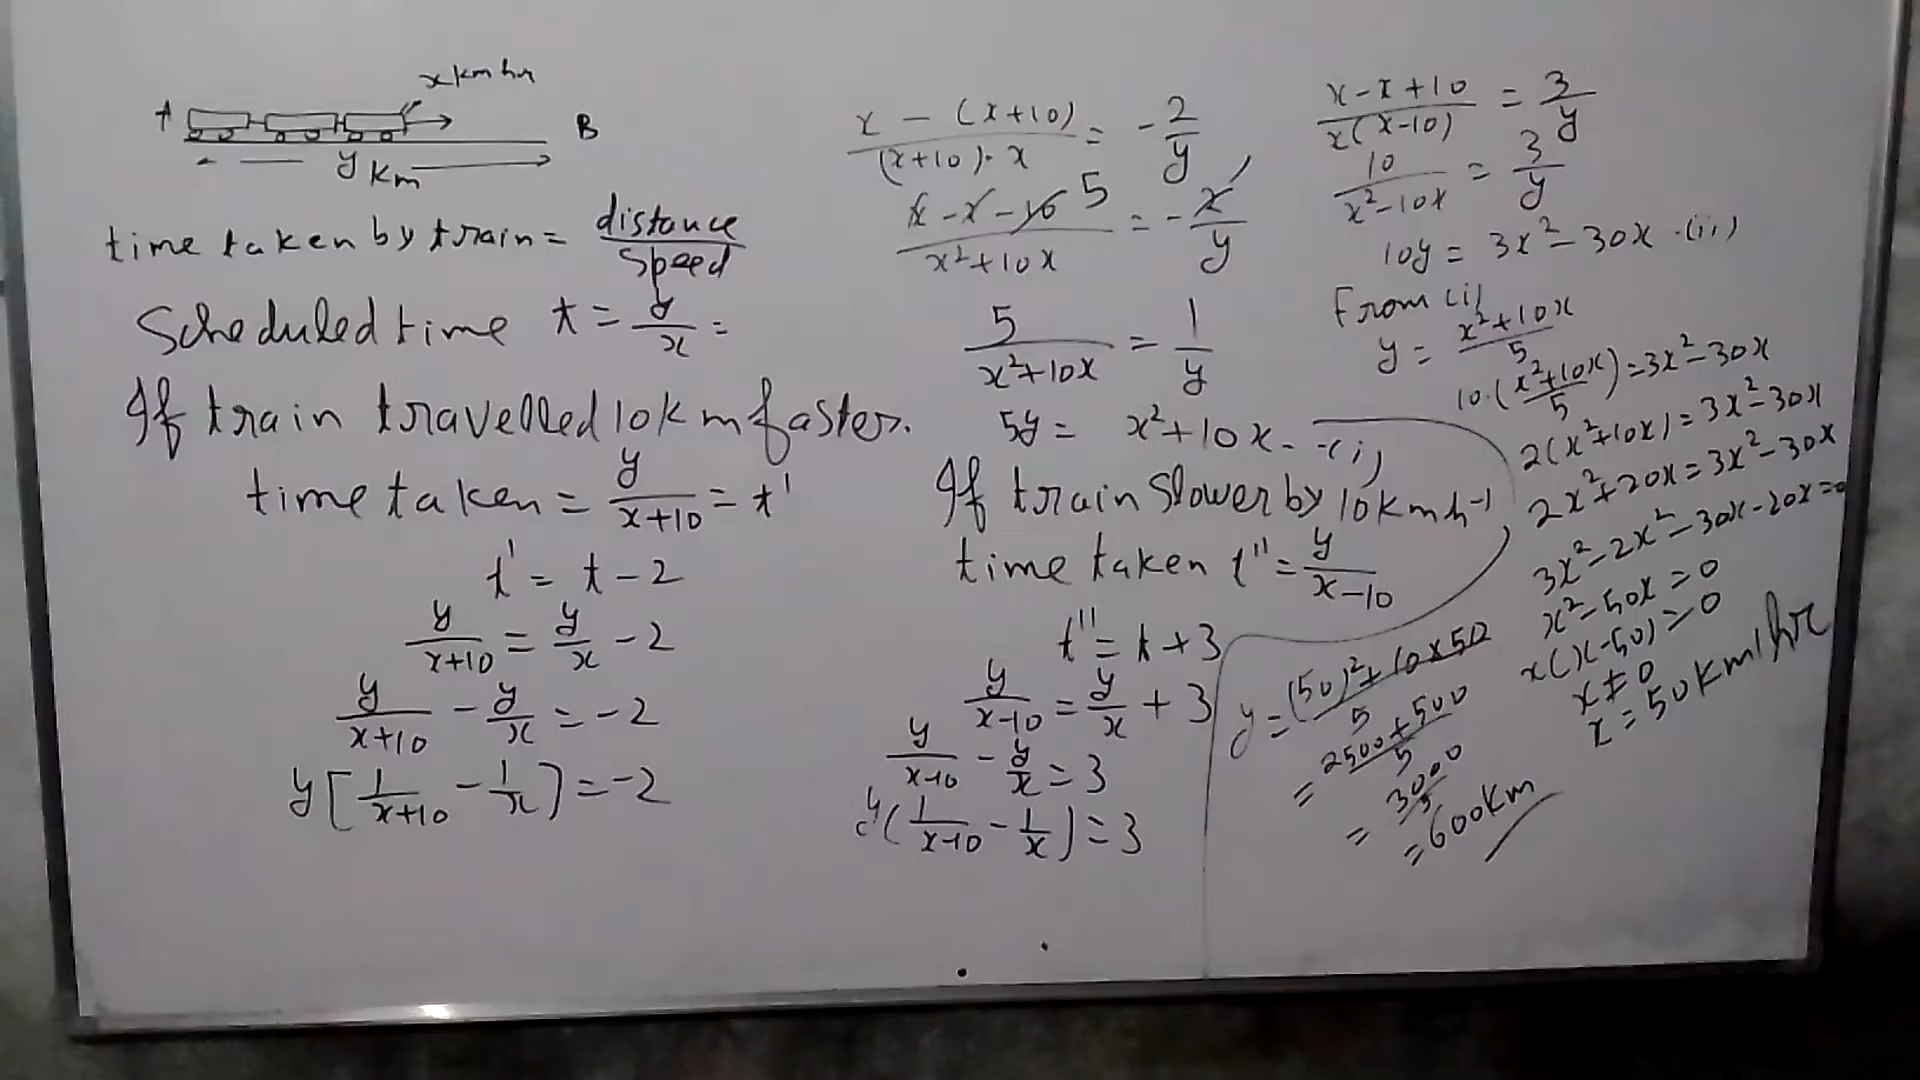 x km hr
A B
y km
time taken by train = distance/speed
Scheduled time t = y/x =
If train travelled 10 km faster.
time taken = y/(x+10) = t'
t' = t - 2
y/(x+10) = y/x - 2
y/(x+10) - y/x = -2
y[1/(x+10) - 1/x] = -2
(x - (x+10))/((x+10)·x) = -2/y
(x - x - 10 5)/(x²+10x) = -2/y
5/(x²+10x) = 1/y
5y = x²+10x --(i)
If train slower by 10 km h-1
time taken t'' = y/(x-10)
t'' = t + 3
y/(x-10) = y/x + 3
y/(x-10) - y/x = 3
y(1/(x-10) - 1/x) = 3
(x-x+10)/(x(x-10)) = 3/y
10/(x²-10x) = 3/y
10y = 3x²-30x .(ii)
From (i)
y = (x²+10x)/5
10.((x²+10x)/5) = 3x²-30x
2(x²+10x) = 3x²-30x
2x²+20x = 3x²-30x
3x²-2x²-30x-20x=0
x²-50x = 0
x(x-50) = 0
x ≠ 0
x = 50 km/hr
y = ((50)²+10x50)/5
= (2500+500)/5
= 3000/5
= 600 km